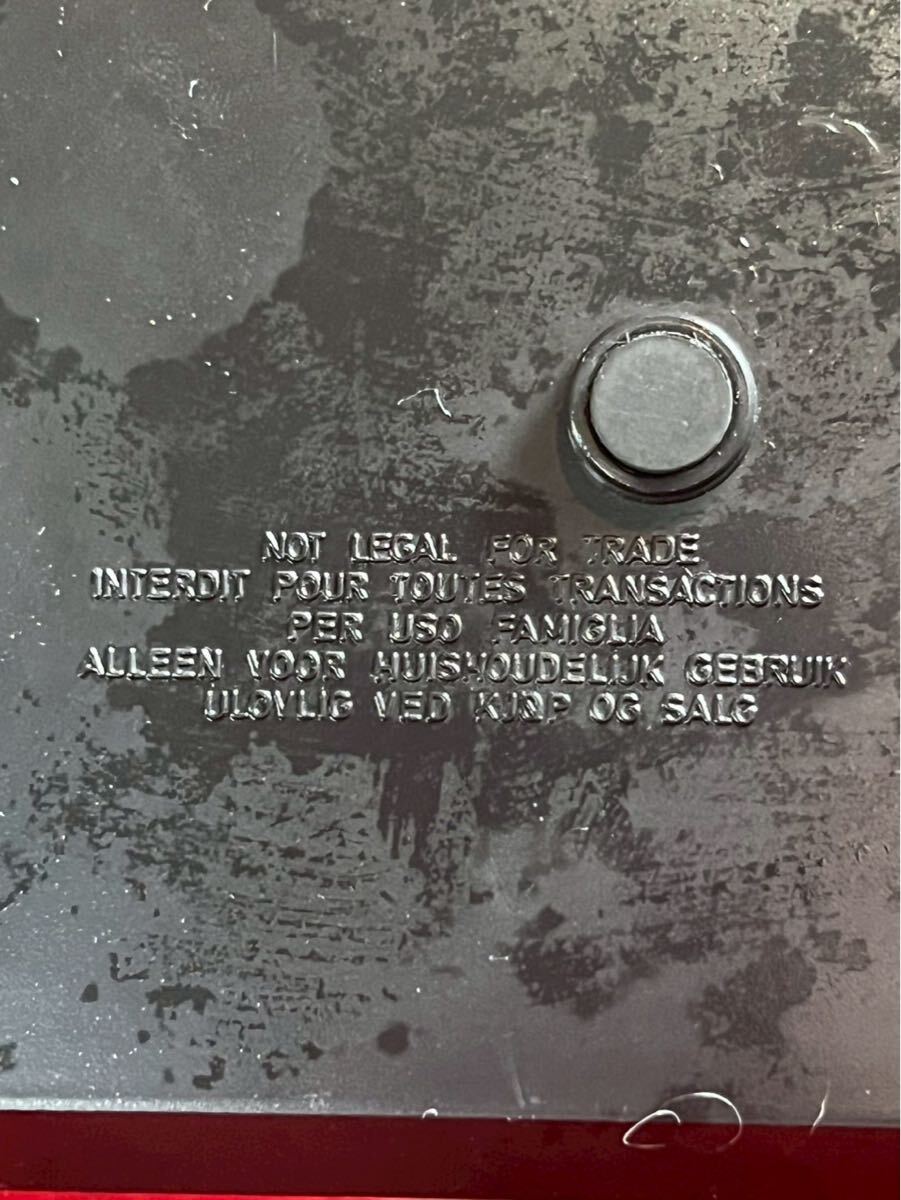 NOT LEGAL FOR TRADE
INTERDIT POUR TOUTES TRANSACTIONS
PER USO FAMIGLIA
ALLEEN VOOR HUISHOUDELIJK GEBRUIK
ULOVLIG VED KJØP OG SALG